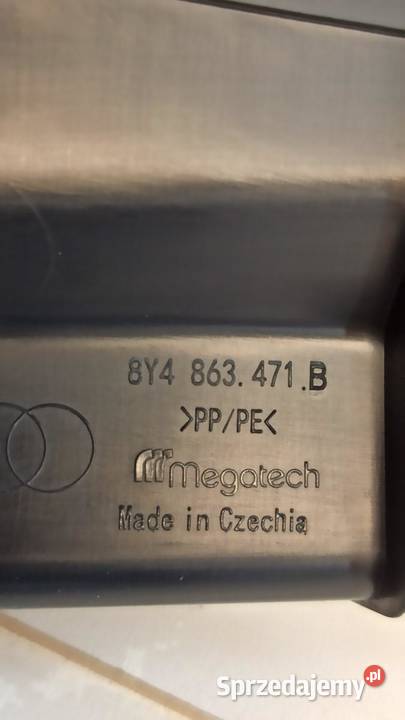 8Y4 863.471.B
>PP/PE<
Megatech
Made in Czechia
Sprzedajemy.pl